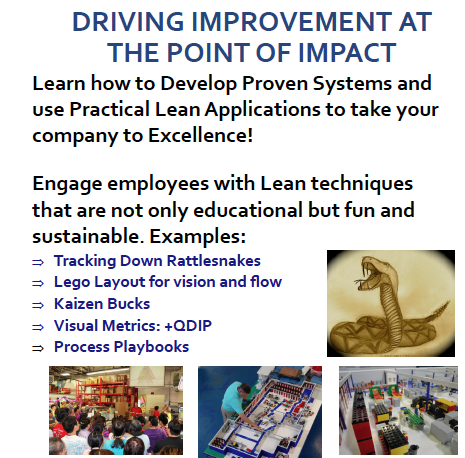 DRIVING IMPROVEMENT AT
THE POINT OF IMPACT
Learn how to Develop Proven Systems and
use Practical Lean Applications to take your
company to Excellence!
Engage employees with Lean techniques
that are not only educational but fun and
sustainable. Examples:
⇒ Tracking Down Rattlesnakes
⇒ Lego Layout for vision and flow
⇒ Kaizen Bucks
⇒ Visual Metrics: +QDIP
⇒ Process Playbooks